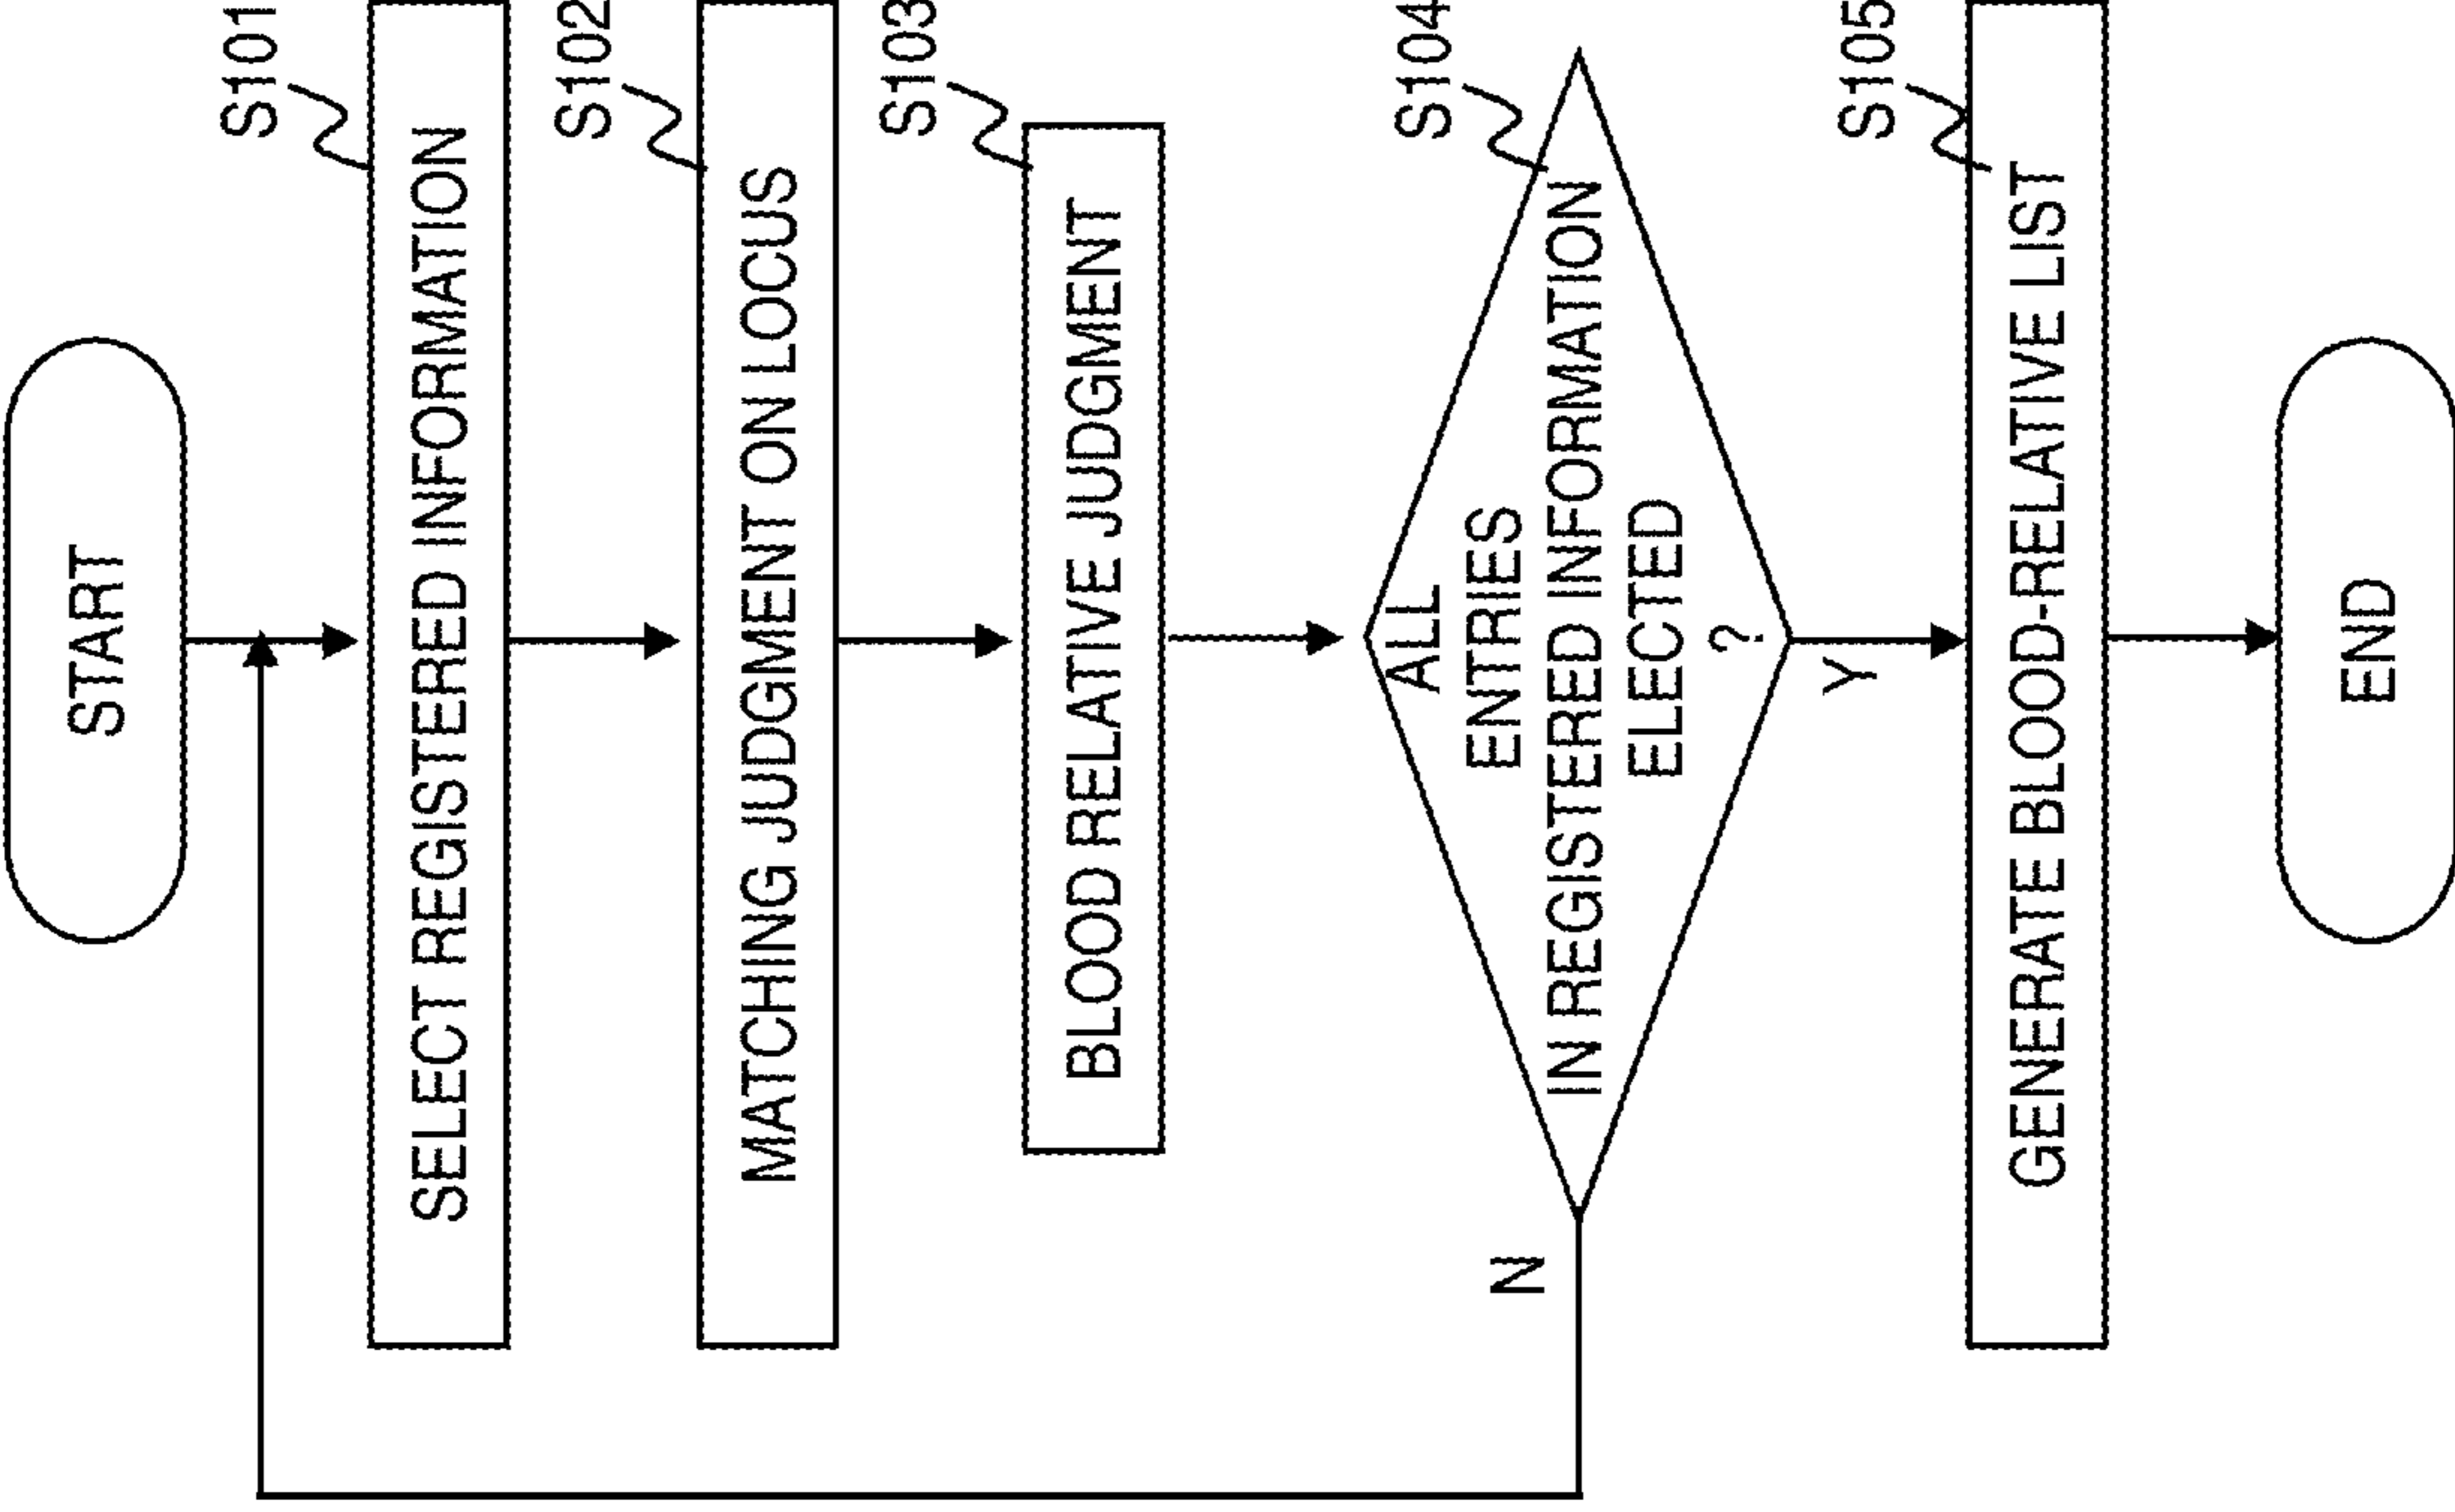 START
S101
SELECT REGISTERED INFORMATION
S102
MATCHING JUDGMENT ON LOCUS
S103
BLOOD RELATIVE JUDGMENT
S104
ALL
ENTRIES
IN REGISTERED INFORMATION
ELECTED
?
N
Y
S105
GENERATE BLOOD-RELATIVE LIST
END